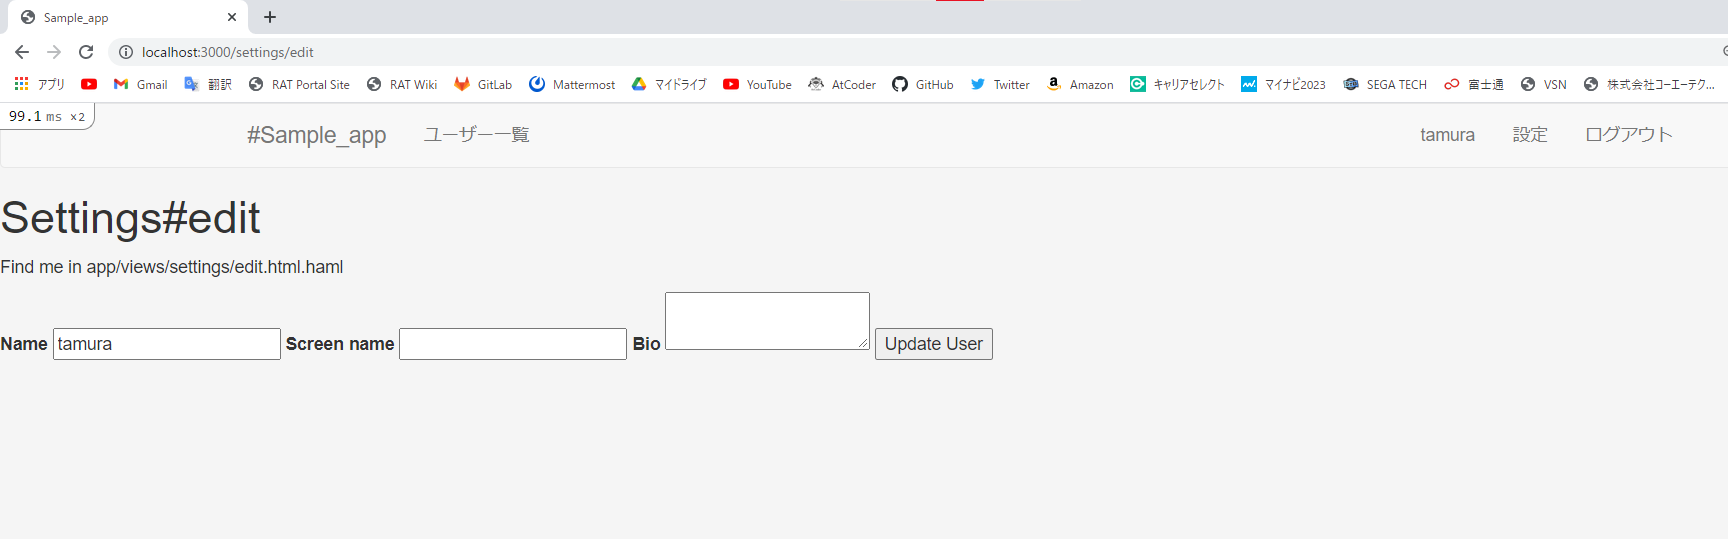 Sample_app
localhost:3000/settings/edit
アプリ Gmail 翻訳 RAT Portal Site RAT Wiki GitLab Mattermost マイドライブ YouTube AtCoder GitHub Twitter Amazon キャリアセレクト マイナビ2023 SEGA TECH 富士通 VSN 株式会社コーエーテク...
99.1 ms ×2
#Sample_app ユーザー一覧 tamura 設定 ログアウト
Settings#edit
Find me in app/views/settings/edit.html.haml
Name tamura Screen name Bio Update User